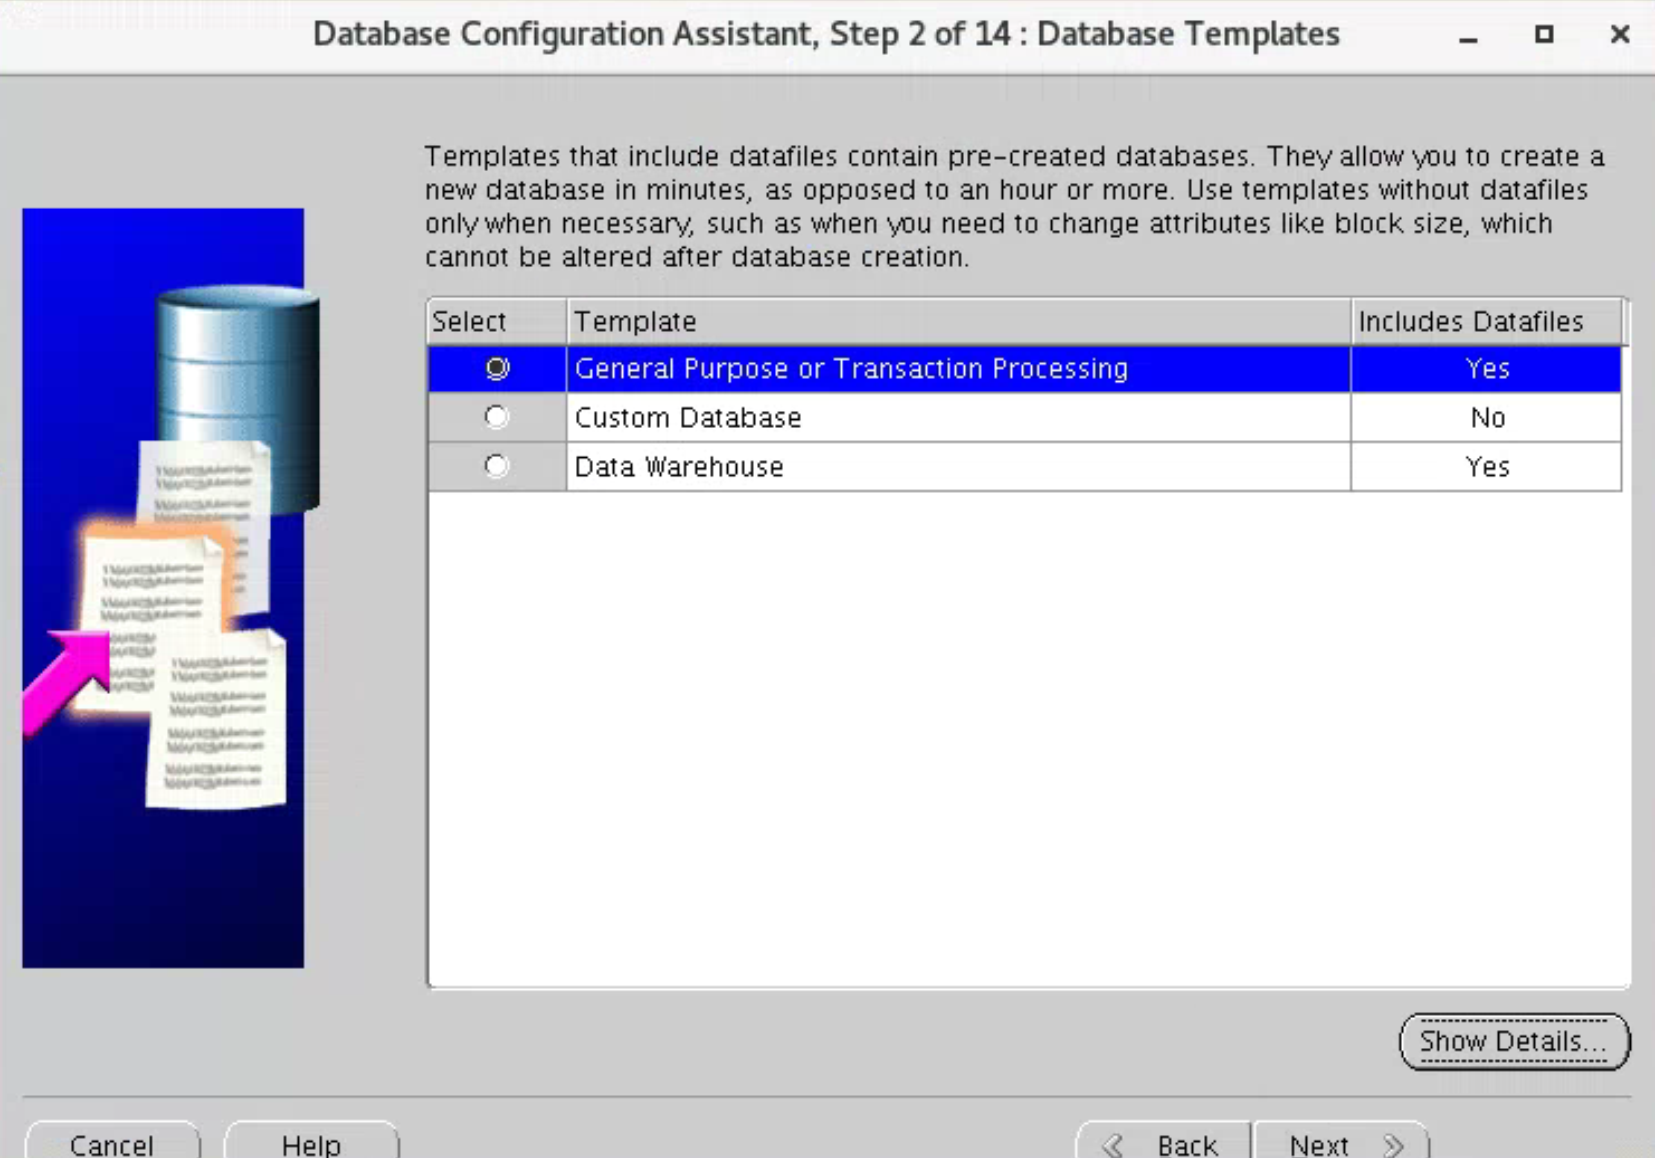 Database Configuration Assistant, Step 2 of 14 : Database Templates
Templates that include datafiles contain pre-created databases. They allow you to create a
new database in minutes, as opposed to an hour or more. Use templates without datafiles
only when necessary, such as when you need to change attributes like block size, which
cannot be altered after database creation.
Select Template Includes Datafiles
General Purpose or Transaction Processing Yes
Custom Database No
Data Warehouse Yes
Show Details...
Cancel Help Back Next